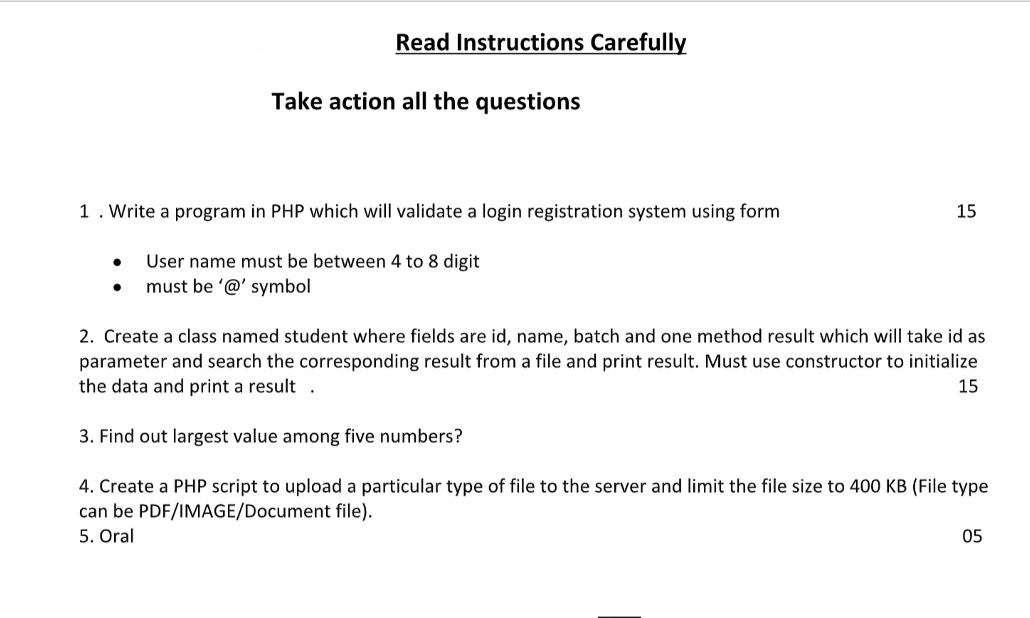 Read Instructions Carefully
Take action all the questions
1 . Write a program in PHP which will validate a login registration system using form 15
• User name must be between 4 to 8 digit
• must be ‘@’ symbol
2. Create a class named student where fields are id, name, batch and one method result which will take id as
parameter and search the corresponding result from a file and print result. Must use constructor to initialize
the data and print a result . 15
3. Find out largest value among five numbers?
4. Create a PHP script to upload a particular type of file to the server and limit the file size to 400 KB (File type
can be PDF/IMAGE/Document file).
5. Oral 05